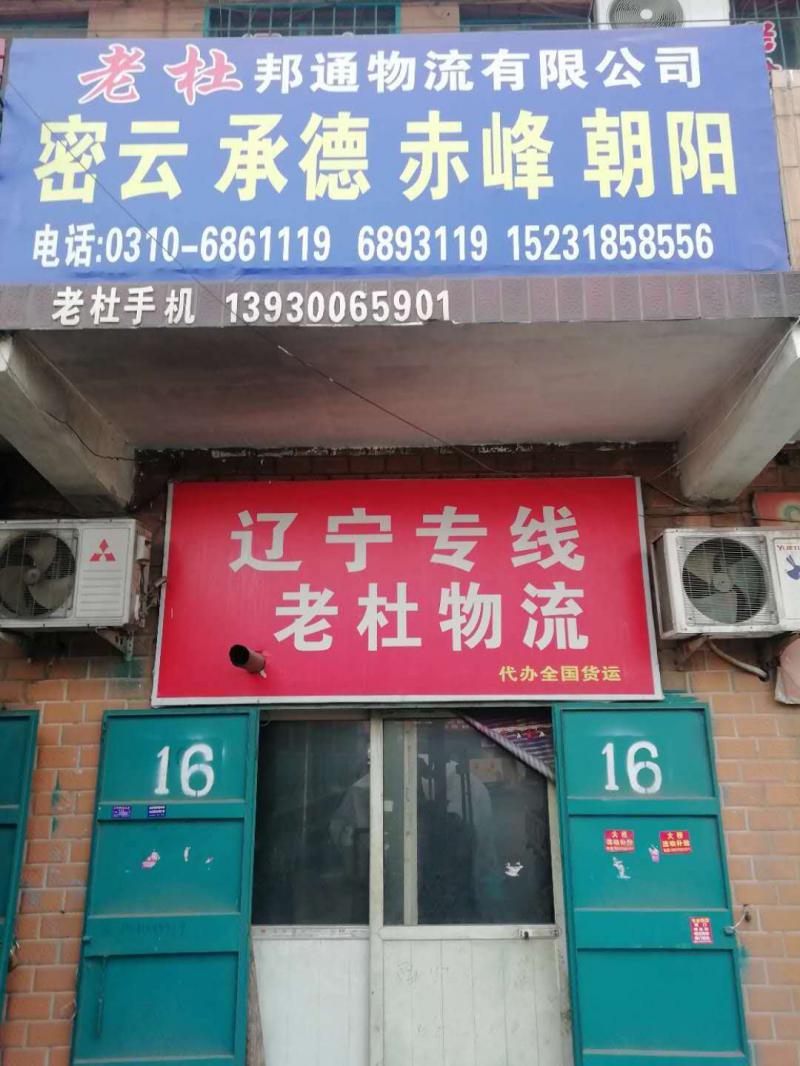 老杜 邦通物流有限公司
密云 承德 赤峰 朝阳
电话:0310-6861119 6893119 15231858556
老杜手机 13930065901
辽宁专线
老杜物流
代办全国货运
16
16